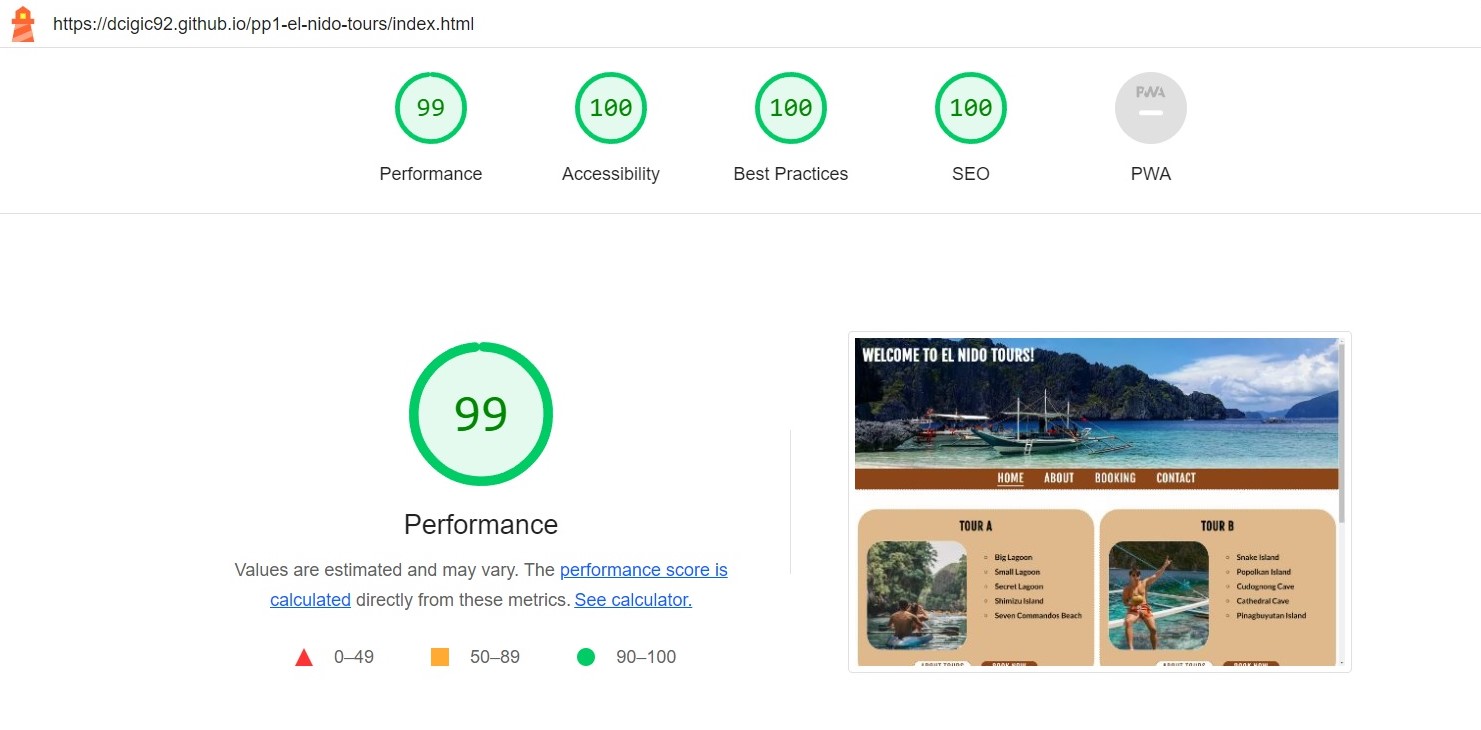 https://dcigic92.github.io/pp1-el-nido-tours/index.html
99
100
100
100
PWA
Performance
Accessibility
Best Practices
SEO
PWA
99
Performance
Values are estimated and may vary. The performance score is
calculated directly from these metrics. See calculator.
0–49
50–89
90–100
WELCOME TO EL NIDO TOURS!
HOME
ABOUT
BOOKING
CONTACT
TOUR A
Big Lagoon
Small Lagoon
Secret Lagoon
Shimizu Island
Seven Commandos Beach
ABOUT TOURS
BOOK NOW
TOUR B
Snake Island
Popolkan Island
Cudognong Cave
Cathedral Cave
Pinagbuyutan Island
ABOUT TOURS
BOOK NOW